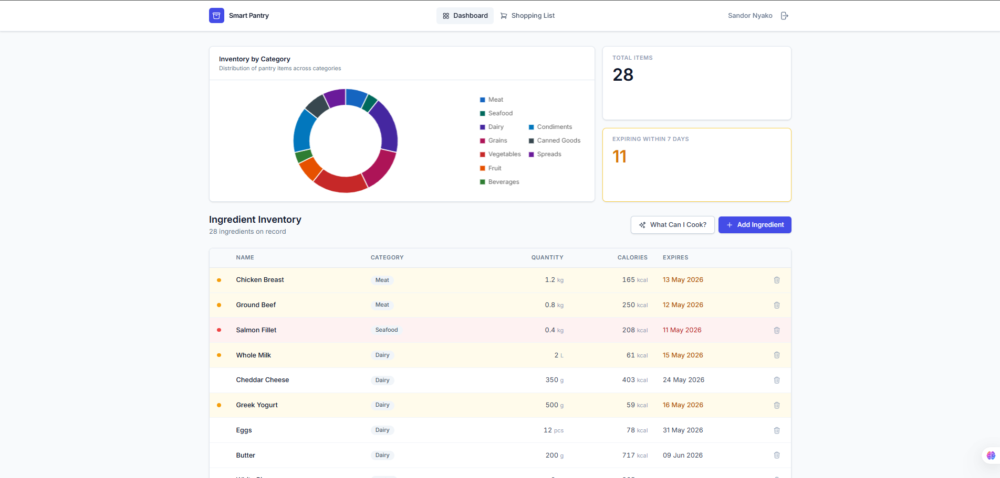 Smart Pantry
Dashboard
Shopping List
Sandor Nyako
Inventory by Category
Distribution of pantry items across categories
Meat
Seafood
Dairy
Grains
Vegetables
Fruit
Beverages
Condiments
Canned Goods
Spreads
TOTAL ITEMS
28
EXPIRING WITHIN 7 DAYS
11
Ingredient Inventory
28 ingredients on record
What Can I Cook?
+ Add Ingredient
NAME CATEGORY QUANTITY CALORIES EXPIRES
Chicken Breast Meat 1.2 kg 165 kcal 13 May 2026
Ground Beef Meat 0.8 kg 250 kcal 12 May 2026
Salmon Fillet Seafood 0.4 kg 208 kcal 11 May 2026
Whole Milk Dairy 2 L 61 kcal 15 May 2026
Cheddar Cheese Dairy 350 g 403 kcal 24 May 2026
Greek Yogurt Dairy 500 g 59 kcal 16 May 2026
Eggs Dairy 12 pcs 78 kcal 31 May 2026
Butter Dairy 200 g 717 kcal 09 Jun 2026